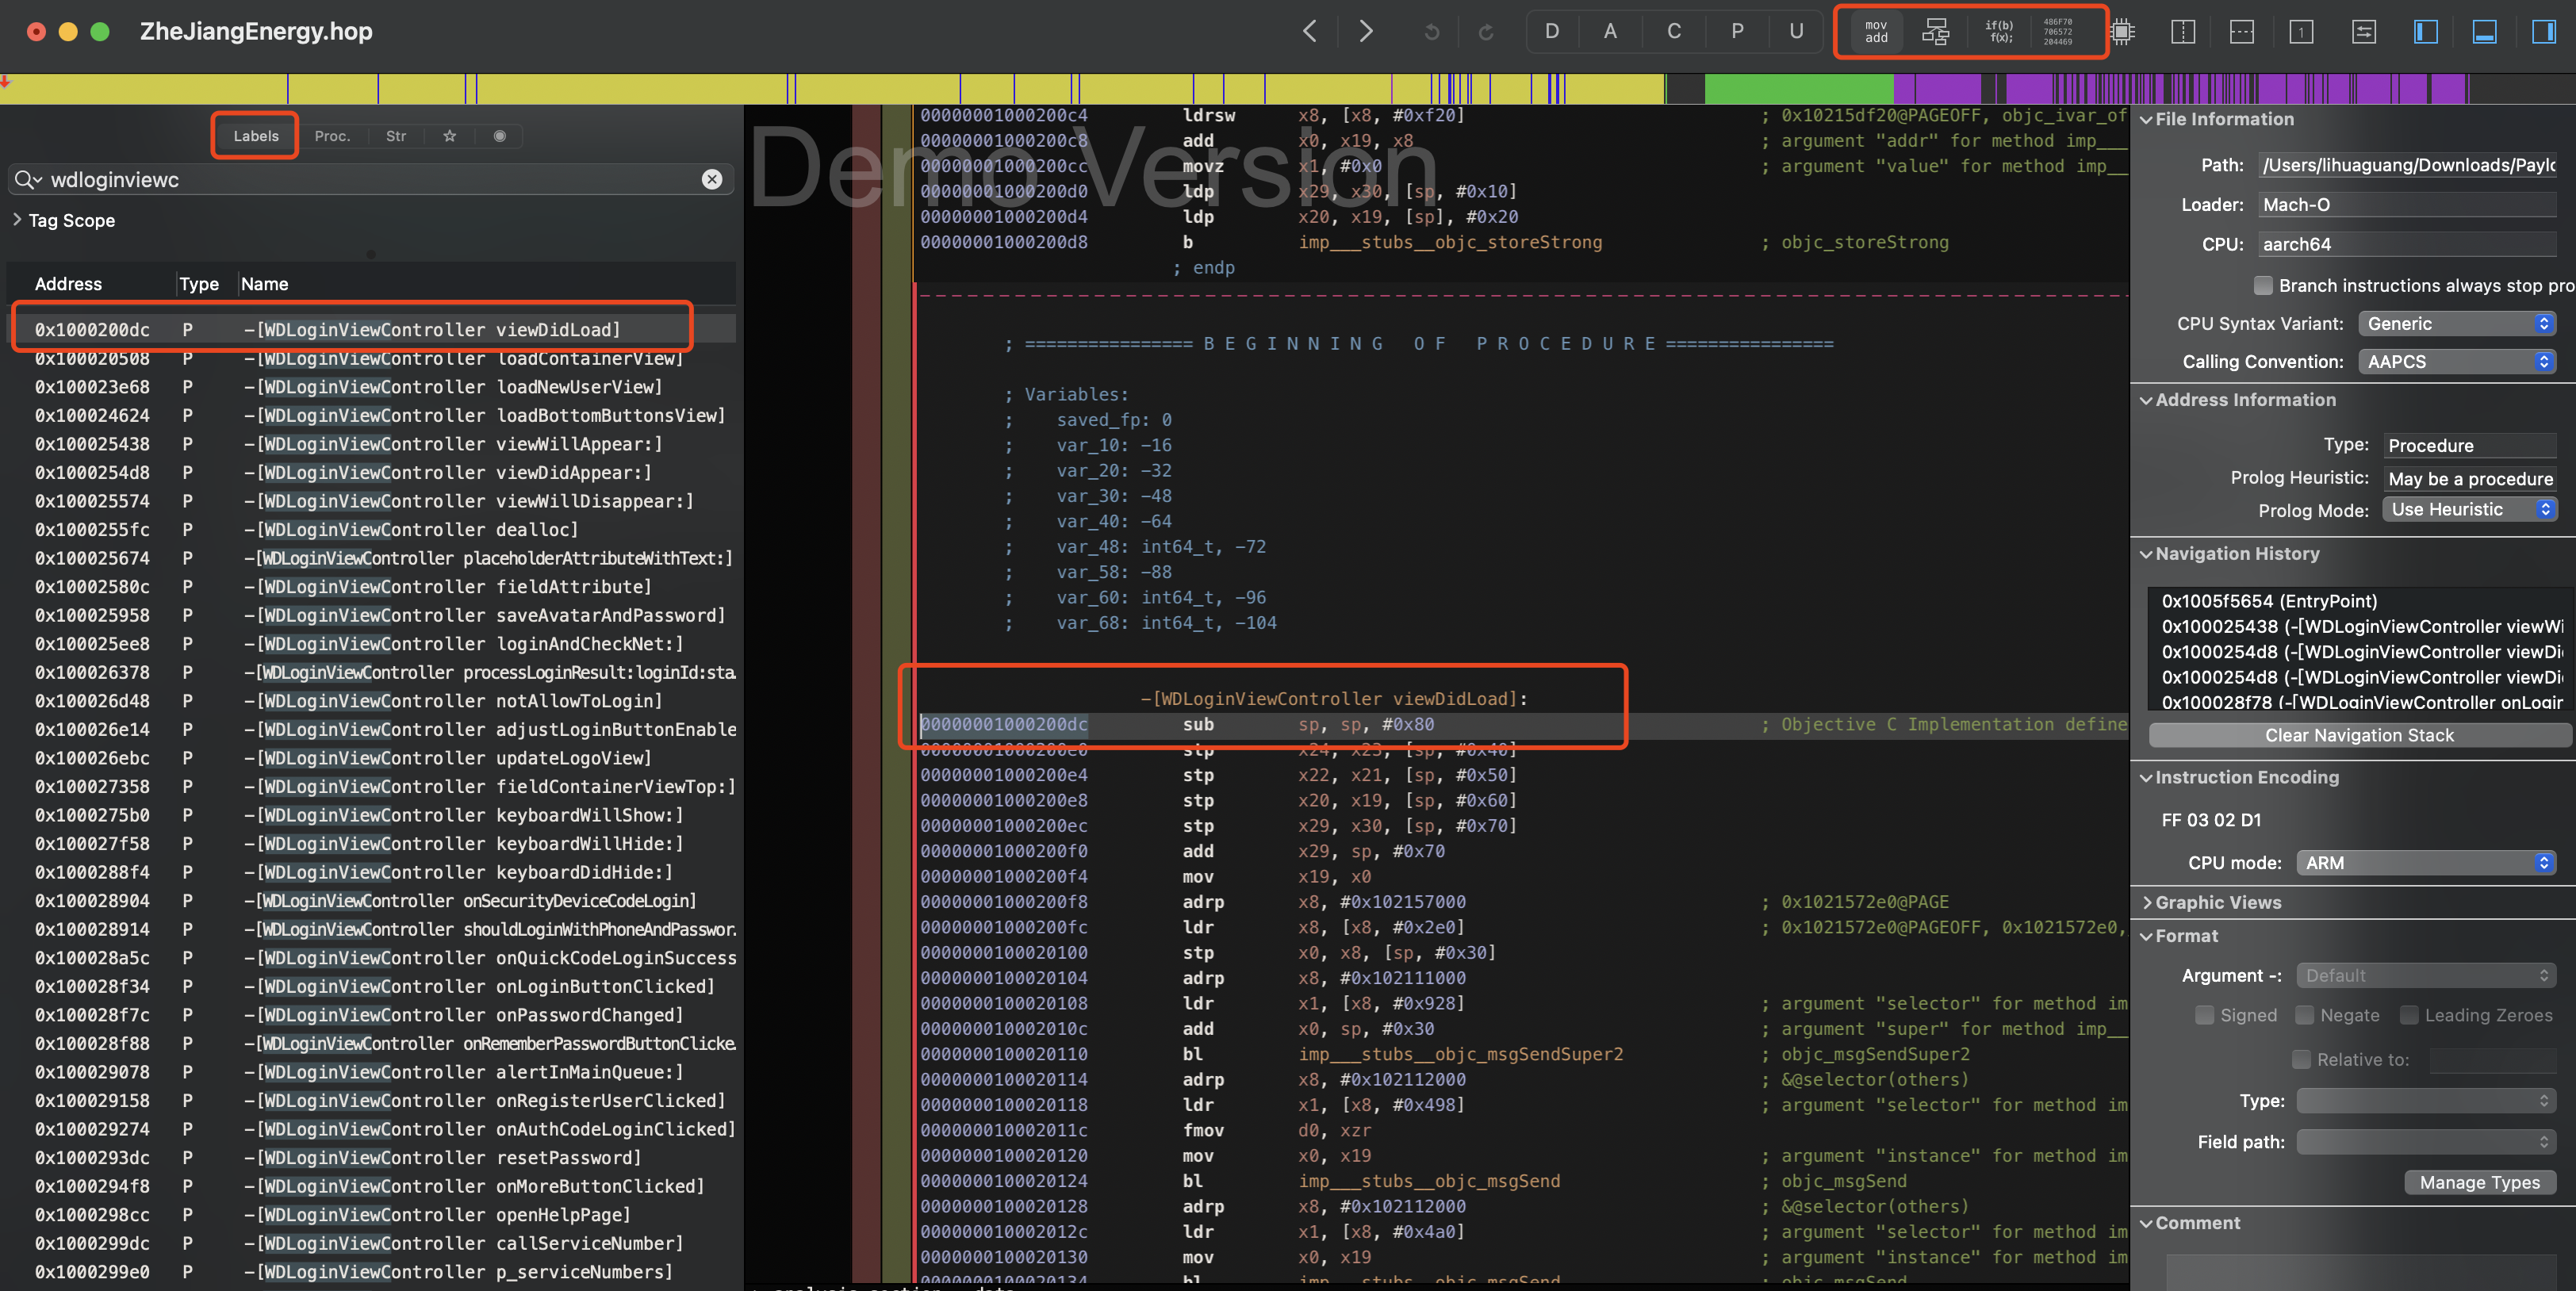 ZheJiangEnergy.hop
D A C P U
mov
add
if(b)
f(x);
486F70
706572
204469
1
Labels Proc. Str
wdloginviewc
Tag Scope
Address Type Name
0x1000200dc P -[WDLoginViewController viewDidLoad]
0x100020508 P -[WDLoginViewController loadContainerView]
0x100023e68 P -[WDLoginViewController loadNewUserView]
0x100024624 P -[WDLoginViewController loadBottomButtonsView]
0x100025438 P -[WDLoginViewController viewWillAppear:]
0x1000254d8 P -[WDLoginViewController viewDidAppear:]
0x100025574 P -[WDLoginViewController viewWillDisappear:]
0x1000255fc P -[WDLoginViewController dealloc]
0x100025674 P -[WDLoginViewController placeholderAttributeWithText:]
0x10002580c P -[WDLoginViewController fieldAttribute]
0x100025958 P -[WDLoginViewController saveAvatarAndPassword]
0x100025ee8 P -[WDLoginViewController loginAndCheckNet:]
0x100026378 P -[WDLoginViewController processLoginResult:loginId:sta…
0x100026d48 P -[WDLoginViewController notAllowToLogin]
0x100026e14 P -[WDLoginViewController adjustLoginButtonEnable
0x100026ebc P -[WDLoginViewController updateLogoView]
0x100027358 P -[WDLoginViewController fieldContainerViewTop:]
0x1000275b0 P -[WDLoginViewController keyboardWillShow:]
0x100027f58 P -[WDLoginViewController keyboardWillHide:]
0x1000288f4 P -[WDLoginViewController keyboardDidHide:]
0x100028904 P -[WDLoginViewController onSecurityDeviceCodeLogin]
0x100028914 P -[WDLoginViewController shouldLoginWithPhoneAndPasswor…
0x100028a5c P -[WDLoginViewController onQuickCodeLoginSuccess
0x100028f34 P -[WDLoginViewController onLoginButtonClicked]
0x100028f7c P -[WDLoginViewController onPasswordChanged]
0x100028f88 P -[WDLoginViewController onRememberPasswordButtonClicke…
0x100029078 P -[WDLoginViewController alertInMainQueue:]
0x100029158 P -[WDLoginViewController onRegisterUserClicked]
0x100029274 P -[WDLoginViewController onAuthCodeLoginClicked]
0x1000293dc P -[WDLoginViewController resetPassword]
0x1000294f8 P -[WDLoginViewController onMoreButtonClicked]
0x1000298cc P -[WDLoginViewController openHelpPage]
0x1000299dc P -[WDLoginViewController callServiceNumber]
0x1000299e0 P -[WDLoginViewController p_serviceNumbers]
Demo Version
00000001000200c4 ldrsw x8, [x8, #0xf20] ; 0x10215df20@PAGEOFF, objc_ivar_of
00000001000200c8 add x0, x19, x8 ; argument "addr" for method imp___
00000001000200cc movz x1, #0x0 ; argument "value" for method imp__
00000001000200d0 ldp x29, x30, [sp, #0x10]
00000001000200d4 ldp x20, x19, [sp], #0x20
00000001000200d8 b imp___stubs__objc_storeStrong ; objc_storeStrong
; endp
; ================ B E G I N N I N G   O F   P R O C E D U R E ================
; Variables:
; saved_fp: 0
; var_10: -16
; var_20: -32
; var_30: -48
; var_40: -64
; var_48: int64_t, -72
; var_58: -88
; var_60: int64_t, -96
; var_68: int64_t, -104
-[WDLoginViewController viewDidLoad]:
00000001000200dc sub sp, sp, #0x80 ; Objective C Implementation define
00000001000200e0 stp x24, x23, [sp, #0x40]
00000001000200e4 stp x22, x21, [sp, #0x50]
00000001000200e8 stp x20, x19, [sp, #0x60]
00000001000200ec stp x29, x30, [sp, #0x70]
00000001000200f0 add x29, sp, #0x70
00000001000200f4 mov x19, x0
00000001000200f8 adrp x8, #0x102157000 ; 0x1021572e0@PAGE
00000001000200fc ldr x8, [x8, #0x2e0] ; 0x1021572e0@PAGEOFF, 0x1021572e0,
0000000100020100 stp x0, x8, [sp, #0x30]
0000000100020104 adrp x8, #0x102111000
0000000100020108 ldr x1, [x8, #0x928] ; argument "selector" for method im
000000010002010c add x0, sp, #0x30 ; argument "super" for method imp__
0000000100020110 bl imp___stubs__objc_msgSendSuper2 ; objc_msgSendSuper2
0000000100020114 adrp x8, #0x102112000 ; &@selector(others)
0000000100020118 ldr x1, [x8, #0x498] ; argument "selector" for method im
000000010002011c fmov d0, xzr
0000000100020120 mov x0, x19 ; argument "instance" for method im
0000000100020124 bl imp___stubs__objc_msgSend ; objc_msgSend
0000000100020128 adrp x8, #0x102112000 ; &@selector(others)
000000010002012c ldr x1, [x8, #0x4a0] ; argument "selector" for method im
0000000100020130 mov x0, x19 ; argument "instance" for method im
0000000100020134 bl imp___stubs__objc_msgSend ; objc_msgSend
File Information
Path: /Users/lihuaguang/Downloads/Paylo
Loader: Mach-O
CPU: aarch64
Branch instructions always stop pro
CPU Syntax Variant: Generic
Calling Convention: AAPCS
Address Information
Type: Procedure
Prolog Heuristic: May be a procedure
Prolog Mode: Use Heuristic
Navigation History
0x1005f5654 (EntryPoint)
0x100025438 (-[WDLoginViewController viewWi
0x1000254d8 (-[WDLoginViewController viewDi
0x1000254d8 (-[WDLoginViewController viewDi
0x100028f78 (-[WDLoginViewController onLogin
Clear Navigation Stack
Instruction Encoding
FF 03 02 D1
CPU mode: ARM
Graphic Views
Format
Argument -: Default
Signed Negate Leading Zeroes
Relative to:
Type:
Field path:
Manage Types
Comment